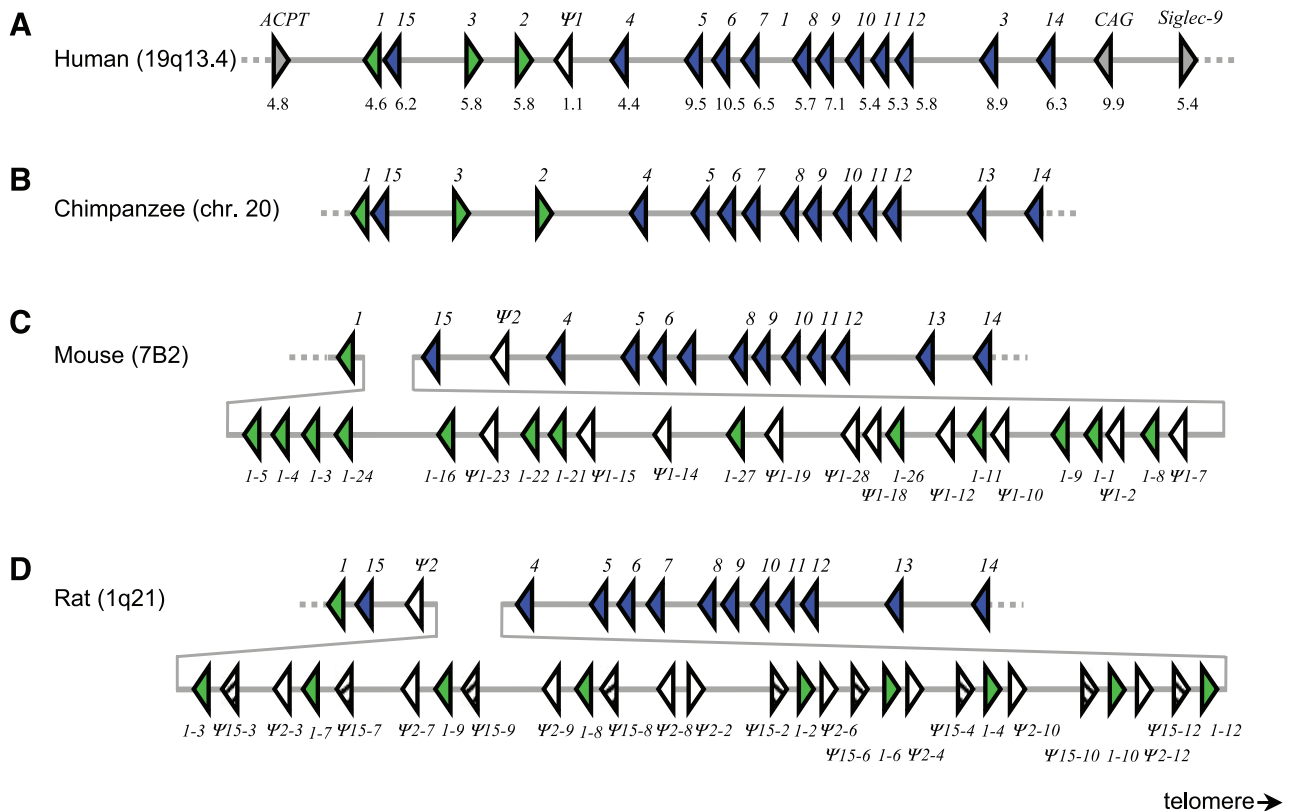 A
ACPT 1 15 3 2 Ψ1 4 5 6 7 1 8 9 10 11 12 3 14 CAG Siglec-9
Human (19q13.4)
4.8 4.6 6.2 5.8 5.8 1.1 4.4 9.5 10.5 6.5 5.7 7.1 5.4 5.3 5.8 8.9 6.3 9.9 5.4
B
1 15 3 2 4 5 6 7 8 9 10 11 12 13 14
Chimpanzee (chr. 20)
C
1 15 Ψ2 4 5 6 8 9 10 11 12 13 14
Mouse (7B2)
1-5 1-4 1-3 1-24 1-16 Ψ1-23 1-22 1-21 Ψ1-15 Ψ1-14 1-27 Ψ1-19 Ψ1-28 1-26 1-11 1-9 1-1 1-8 Ψ1-7
Ψ1-18 Ψ1-12 Ψ1-10 Ψ1-2
D
1 15 Ψ2 4 5 6 7 8 9 10 11 12 13 14
Rat (1q21)
1-3 Ψ15-3 Ψ2-3 1-7 Ψ15-7 Ψ2-7 1-9 Ψ15-9 Ψ2-9 1-8 Ψ15-8 Ψ2-8 Ψ2-2 Ψ15-2 1-2 Ψ2-6 Ψ15-4 1-4 Ψ2-10 Ψ15-12 1-12
Ψ15-6 1-6 Ψ2-4 Ψ15-10 1-10 Ψ2-12
telomere